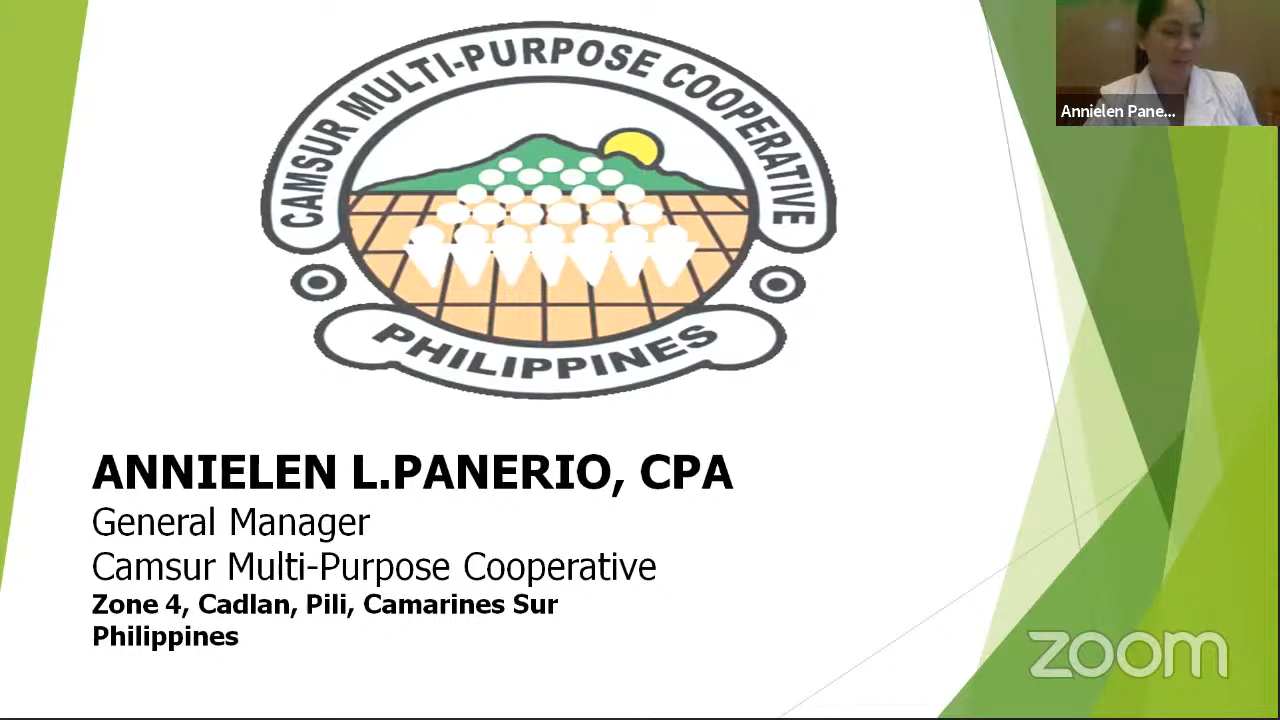 CAMSUR MULTI-PURPOSE COOPERATIVE
PHILIPPINES
Annielen Pane...
ANNIELEN L.PANERIO, CPA
General Manager
Camsur Multi-Purpose Cooperative
Zone 4, Cadlan, Pili, Camarines Sur
Philippines
zoom